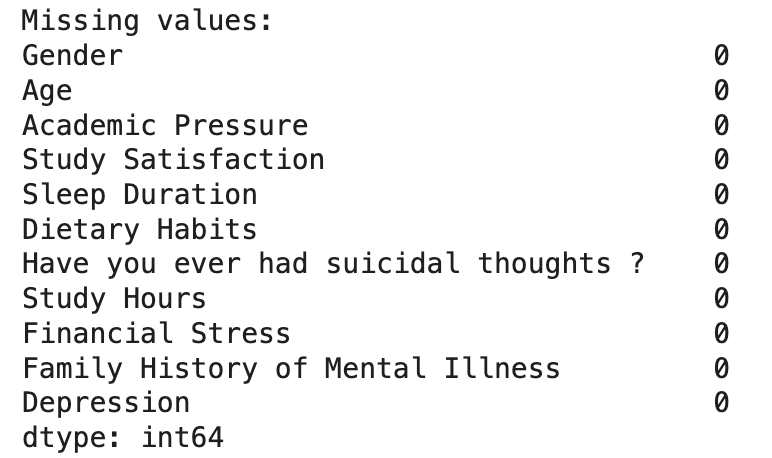 Missing values:
Gender 0
Age 0
Academic Pressure 0
Study Satisfaction 0
Sleep Duration 0
Dietary Habits 0
Have you ever had suicidal thoughts ? 0
Study Hours 0
Financial Stress 0
Family History of Mental Illness 0
Depression 0
dtype: int64